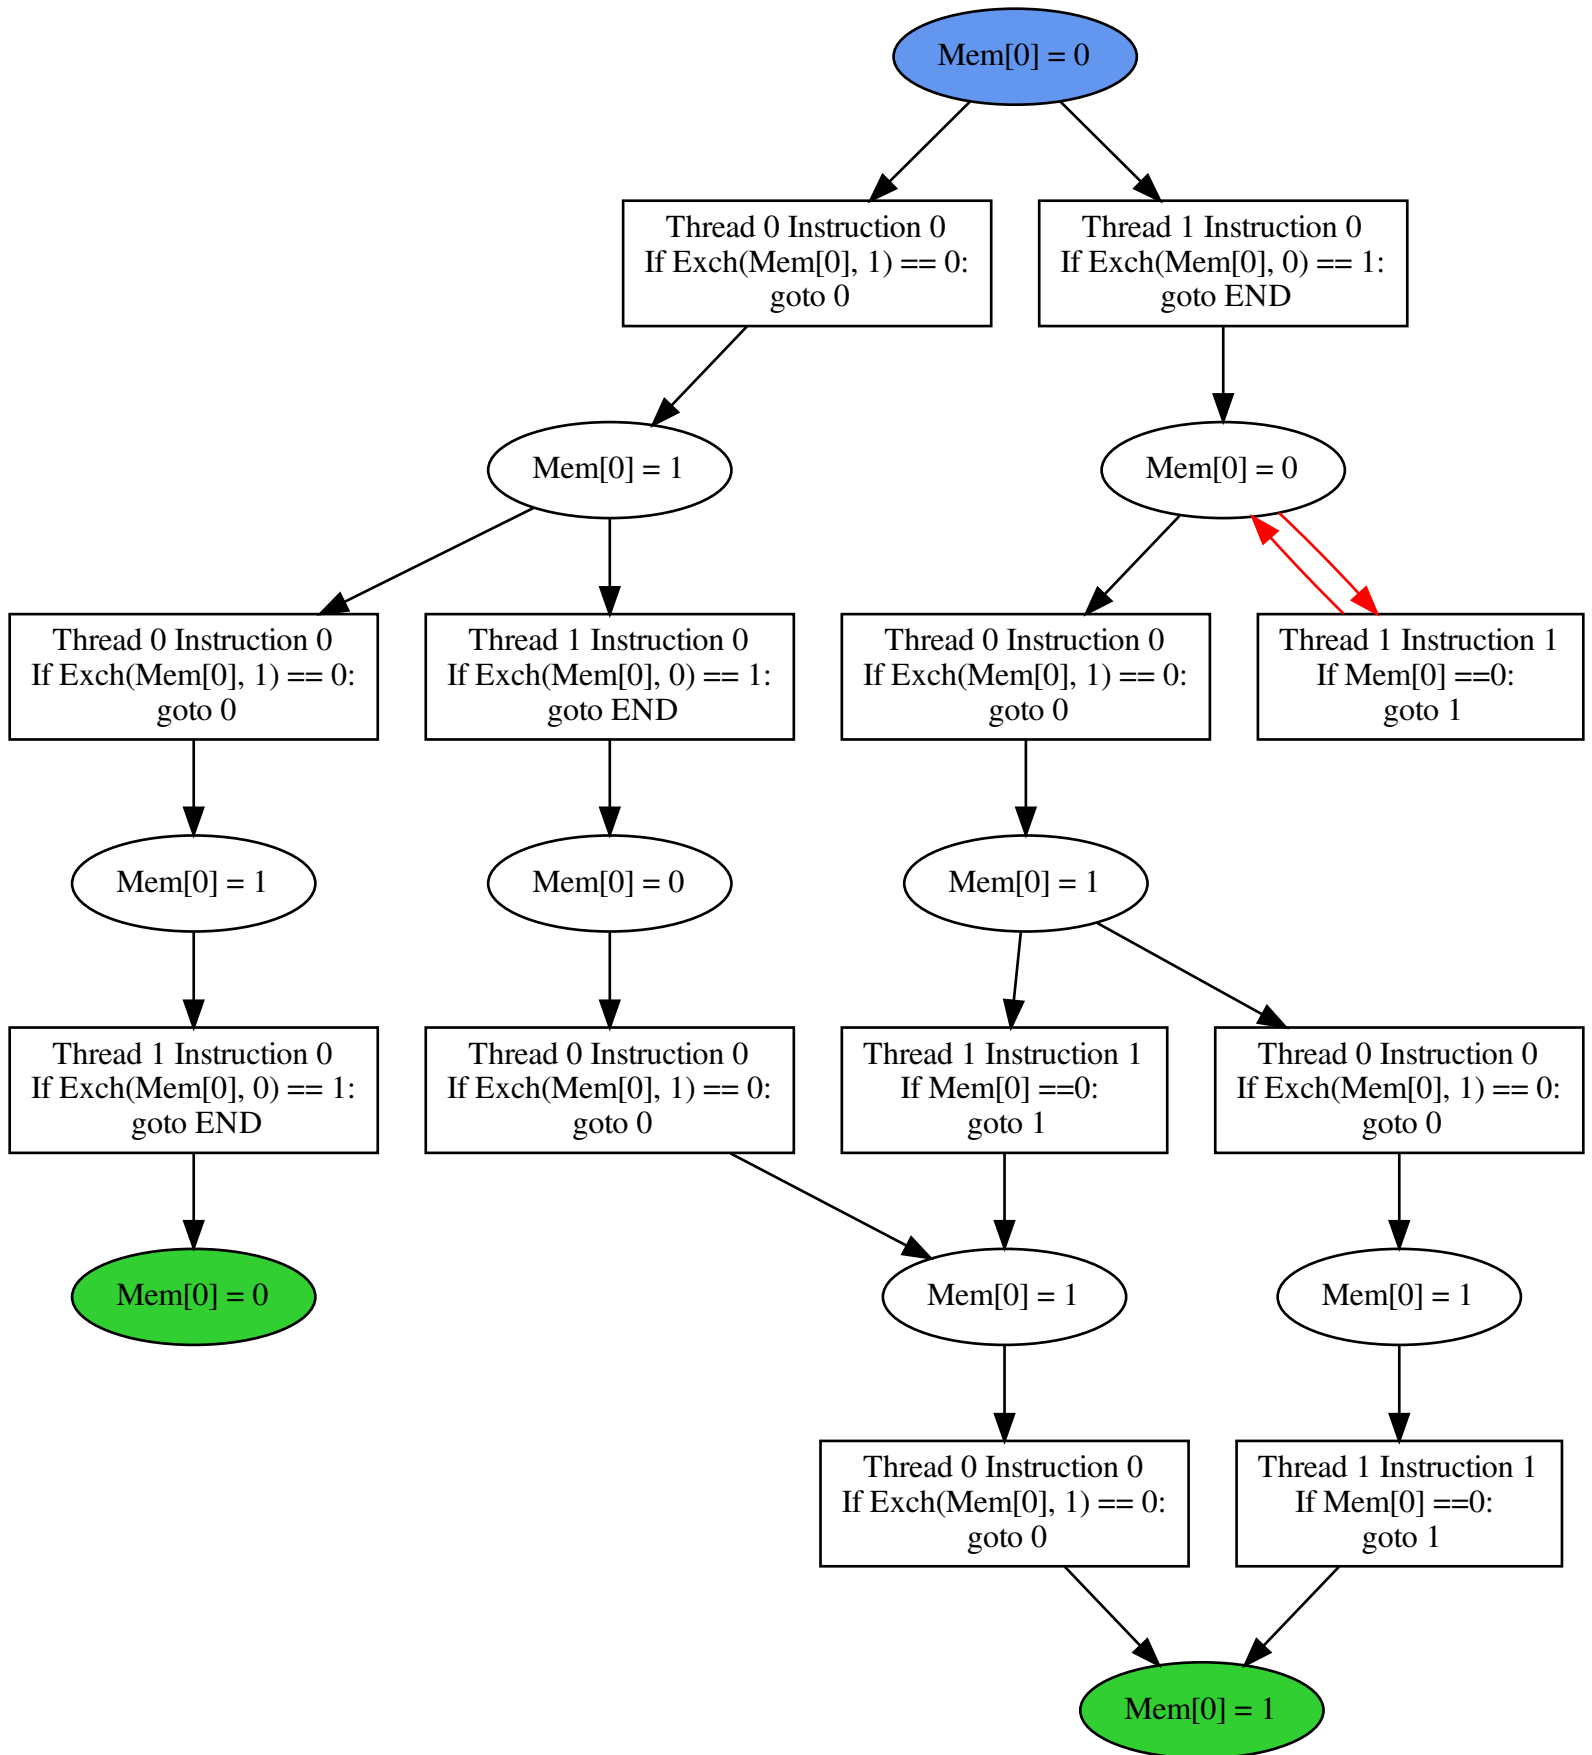 Mem[0] = 0
Thread 0 Instruction 0
If Exch(Mem[0], 1) == 0:
goto 0
Thread 1 Instruction 0
If Exch(Mem[0], 0) == 1:
goto END
Mem[0] = 1
Mem[0] = 0
Thread 0 Instruction 0
If Exch(Mem[0], 1) == 0:
goto 0
Thread 1 Instruction 0
If Exch(Mem[0], 0) == 1:
goto END
Thread 0 Instruction 0
If Exch(Mem[0], 1) == 0:
goto 0
Thread 1 Instruction 1
If Mem[0] ==0:
goto 1
Mem[0] = 1
Mem[0] = 0
Mem[0] = 1
Thread 1 Instruction 0
If Exch(Mem[0], 0) == 1:
goto END
Thread 0 Instruction 0
If Exch(Mem[0], 1) == 0:
goto 0
Thread 1 Instruction 1
If Mem[0] ==0:
goto 1
Thread 0 Instruction 0
If Exch(Mem[0], 1) == 0:
goto 0
Mem[0] = 0
Mem[0] = 1
Mem[0] = 1
Thread 0 Instruction 0
If Exch(Mem[0], 1) == 0:
goto 0
Thread 1 Instruction 1
If Mem[0] ==0:
goto 1
Mem[0] = 1